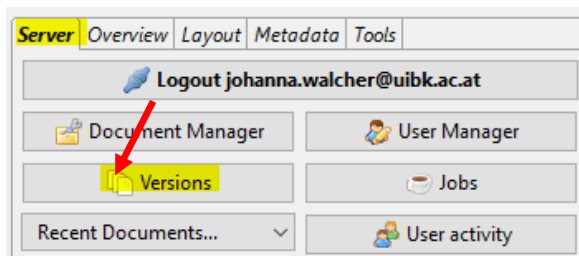 Server Overview Layout Metadata Tools
Logout johanna.walcher@uibk.ac.at
Document Manager User Manager
Versions Jobs
Recent Documents... User activity